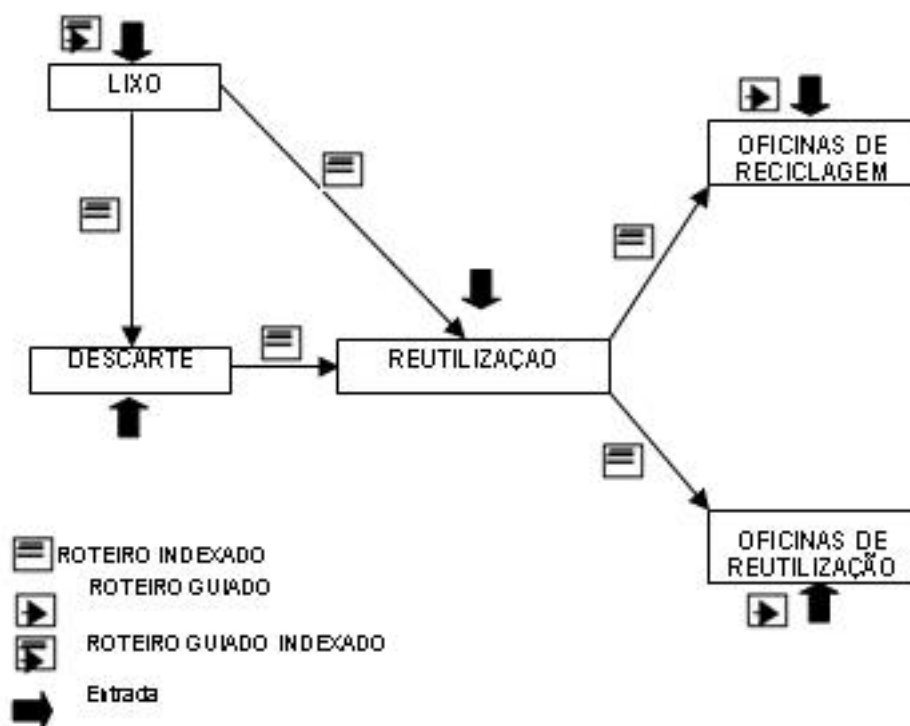 LIXO
OFICINAS DE
RECICLAGEM
DESCARTE
REUTILIZAÇAO
OFICINAS DE
REUTILIZAÇÃO
ROTEIRO INDEXADO
ROTEIRO GUIADO
ROTEIRO GUIADO INDEXADO
Entrada